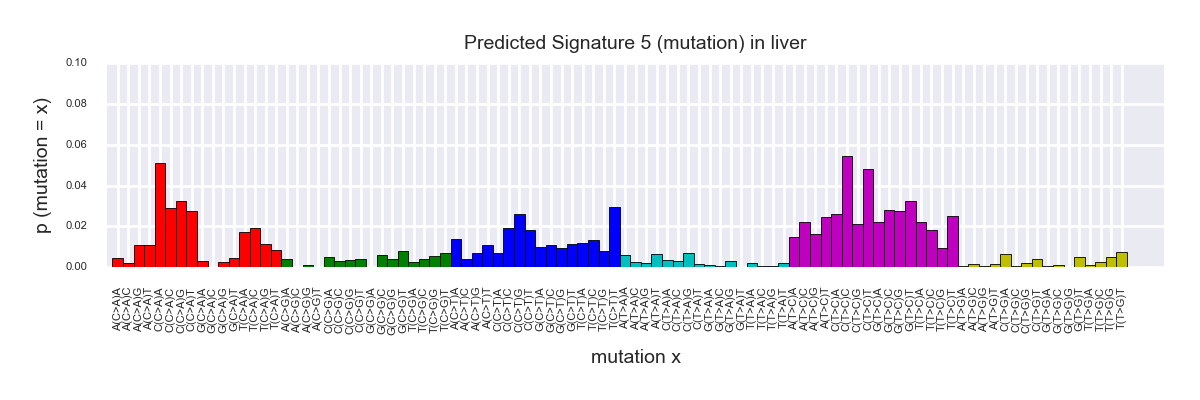 Predicted Signature 5 (mutation) in liver
p (mutation = x)
0.10
0.08
0.06
0.04
0.02
0.00
A(C>A)A
A(C>A)C
A(C>A)G
A(C>A)T
C(C>A)A
C(C>A)C
C(C>A)G
C(C>A)T
G(C>A)A
G(C>A)C
G(C>A)G
G(C>A)T
T(C>A)A
T(C>A)C
T(C>A)G
T(C>A)T
A(C>G)A
A(C>G)C
A(C>G)G
A(C>G)T
C(C>G)A
C(C>G)C
C(C>G)G
C(C>G)T
G(C>G)A
G(C>G)C
G(C>G)G
G(C>G)T
T(C>G)A
T(C>G)C
T(C>G)G
T(C>G)T
A(C>T)A
A(C>T)C
A(C>T)G
A(C>T)T
C(C>T)A
C(C>T)C
C(C>T)G
C(C>T)T
G(C>T)A
G(C>T)C
G(C>T)G
G(C>T)T
T(C>T)A
T(C>T)C
T(C>T)G
T(C>T)T
A(T>A)A
A(T>A)C
A(T>A)G
A(T>A)T
C(T>A)A
C(T>A)C
C(T>A)G
C(T>A)T
G(T>A)A
G(T>A)C
G(T>A)G
G(T>A)T
T(T>A)A
T(T>A)C
T(T>A)G
T(T>A)T
A(T>C)A
A(T>C)C
A(T>C)G
A(T>C)T
C(T>C)A
C(T>C)C
C(T>C)G
C(T>C)T
G(T>C)A
G(T>C)C
G(T>C)G
G(T>C)T
T(T>C)A
T(T>C)C
T(T>C)G
T(T>C)T
A(T>G)A
A(T>G)C
A(T>G)G
A(T>G)T
C(T>G)A
C(T>G)C
C(T>G)G
C(T>G)T
G(T>G)A
G(T>G)C
G(T>G)G
G(T>G)T
T(T>G)A
T(T>G)C
T(T>G)G
T(T>G)T
mutation x